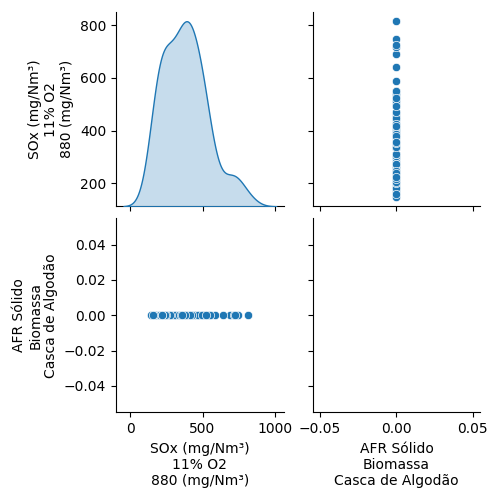 800
600
400
200
SOx (mg/Nm³)
11% O2
880 (mg/Nm³)
0.04
0.02
0.00
−0.02
−0.04
AFR Sólido
Biomassa
Casca de Algodão
0
500
1000
SOx (mg/Nm³)
11% O2
880 (mg/Nm³)
−0.05
0.00
0.05
AFR Sólido
Biomassa
Casca de Algodão